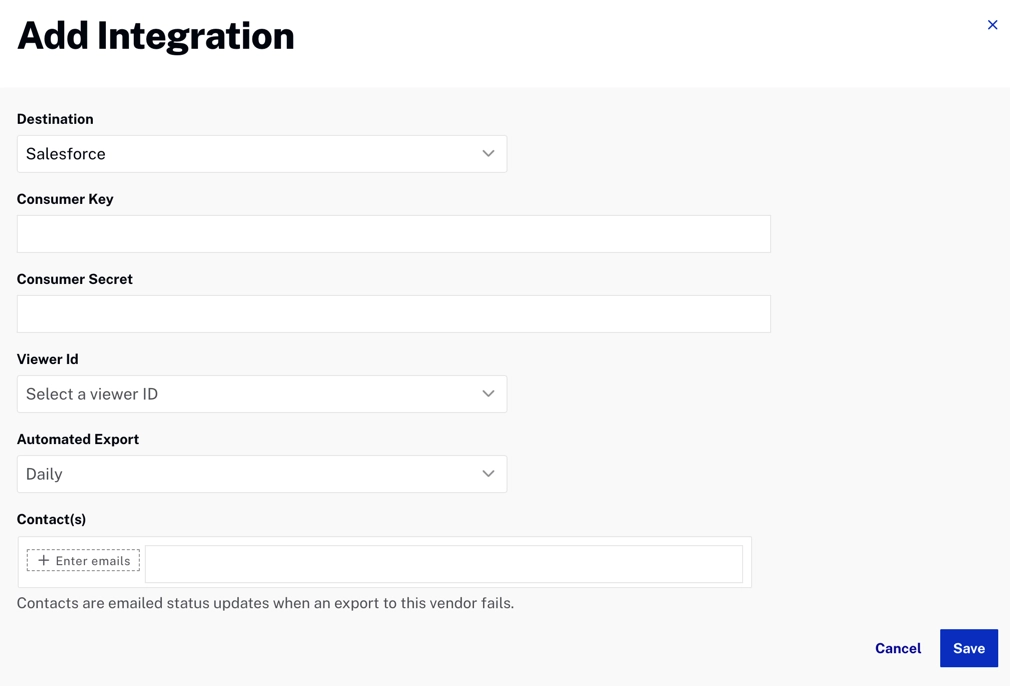 Add Integration
Destination
Salesforce
Consumer Key
Consumer Secret
Viewer Id
Select a viewer ID
Automated Export
Daily
Contact(s)
+ Enter emails
Contacts are emailed status updates when an export to this vendor fails.
Cancel
Save